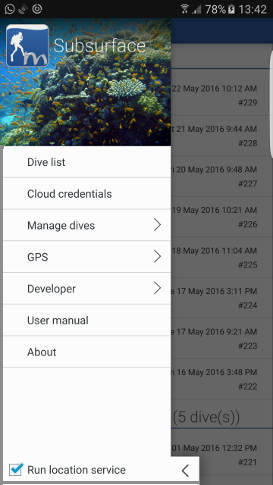 78% 13:42
Subsurface
22 May 2016 10:12 AM
#229
Dive list
21 May 2016 9:44 AM
#228
Cloud credentials
20 May 2016 9:48 AM
#227
Manage dives
19 May 2016 10:21 AM
#226
GPS
18 May 2016 11:04 AM
#225
Developer
17 May 2016 3:11 PM
#224
User manual
17 May 2016 9:21 AM
#223
About
16 May 2016 3:48 PM
#222
(5 dive(s))
01 May 2016 12:32 PM
#221
Run location service